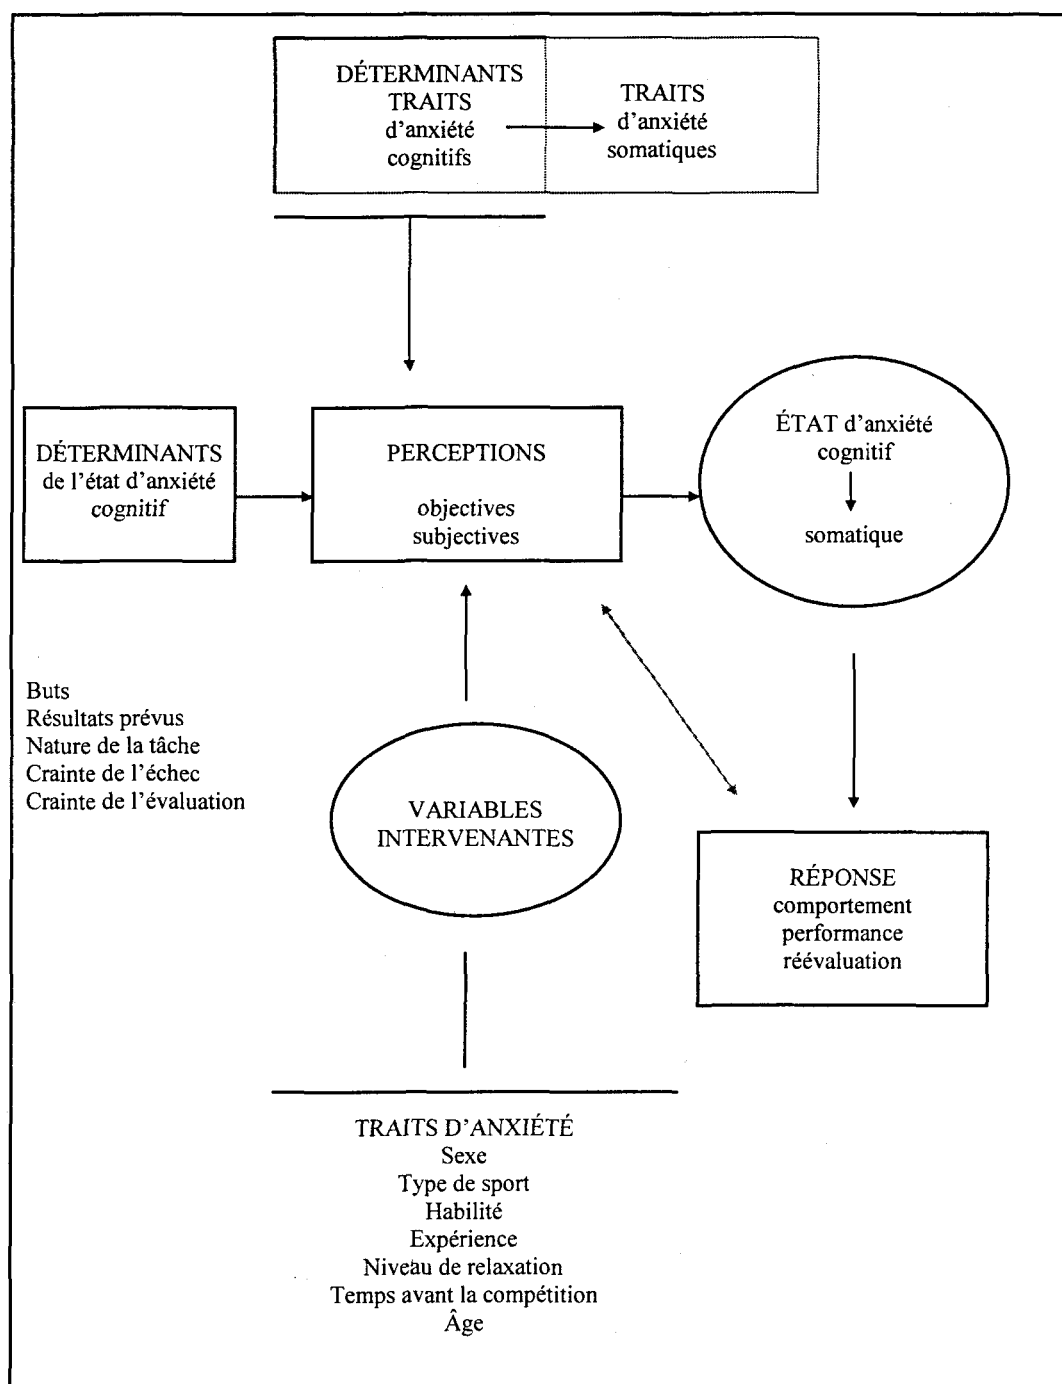 DÉTERMINANTS
TRAITS
d'anxiété
cognitifs
TRAITS
d'anxiété
somatiques
DÉTERMINANTS
de l'état d'anxiété
cognitif
PERCEPTIONS
objectives
subjectives
ÉTAT d'anxiété
cognitif
somatique
Buts
Résultats prévus
Nature de la tâche
Crainte de l'échec
Crainte de l'évaluation
VARIABLES
INTERVENANTES
RÉPONSE
comportement
performance
réévaluation
TRAITS D'ANXIÉTÉ
Sexe
Type de sport
Habilité
Expérience
Niveau de relaxation
Temps avant la compétition
Âge